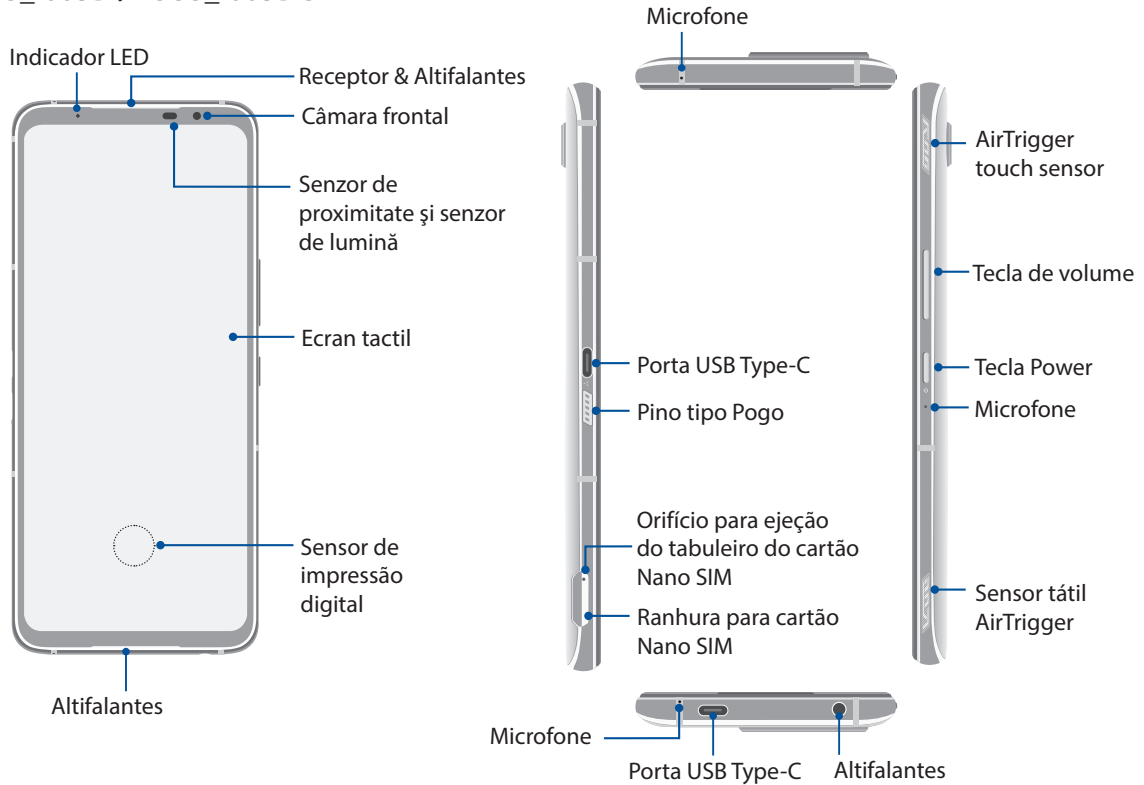 Microfone
Indicador LED
Receptor & Altifalantes
Câmara frontal
Senzor de
proximitate şi senzor
de lumină
Ecran tactil
Sensor de
impressão
digital
Altifalantes
AirTrigger
touch sensor
Tecla de volume
Porta USB Type-C
Tecla Power
Pino tipo Pogo
Microfone
Orifício para ejeção
do tabuleiro do cartão
Nano SIM
Ranhura para cartão
Nano SIM
Sensor tátil
AirTrigger
Microfone
Porta USB Type-C
Altifalantes